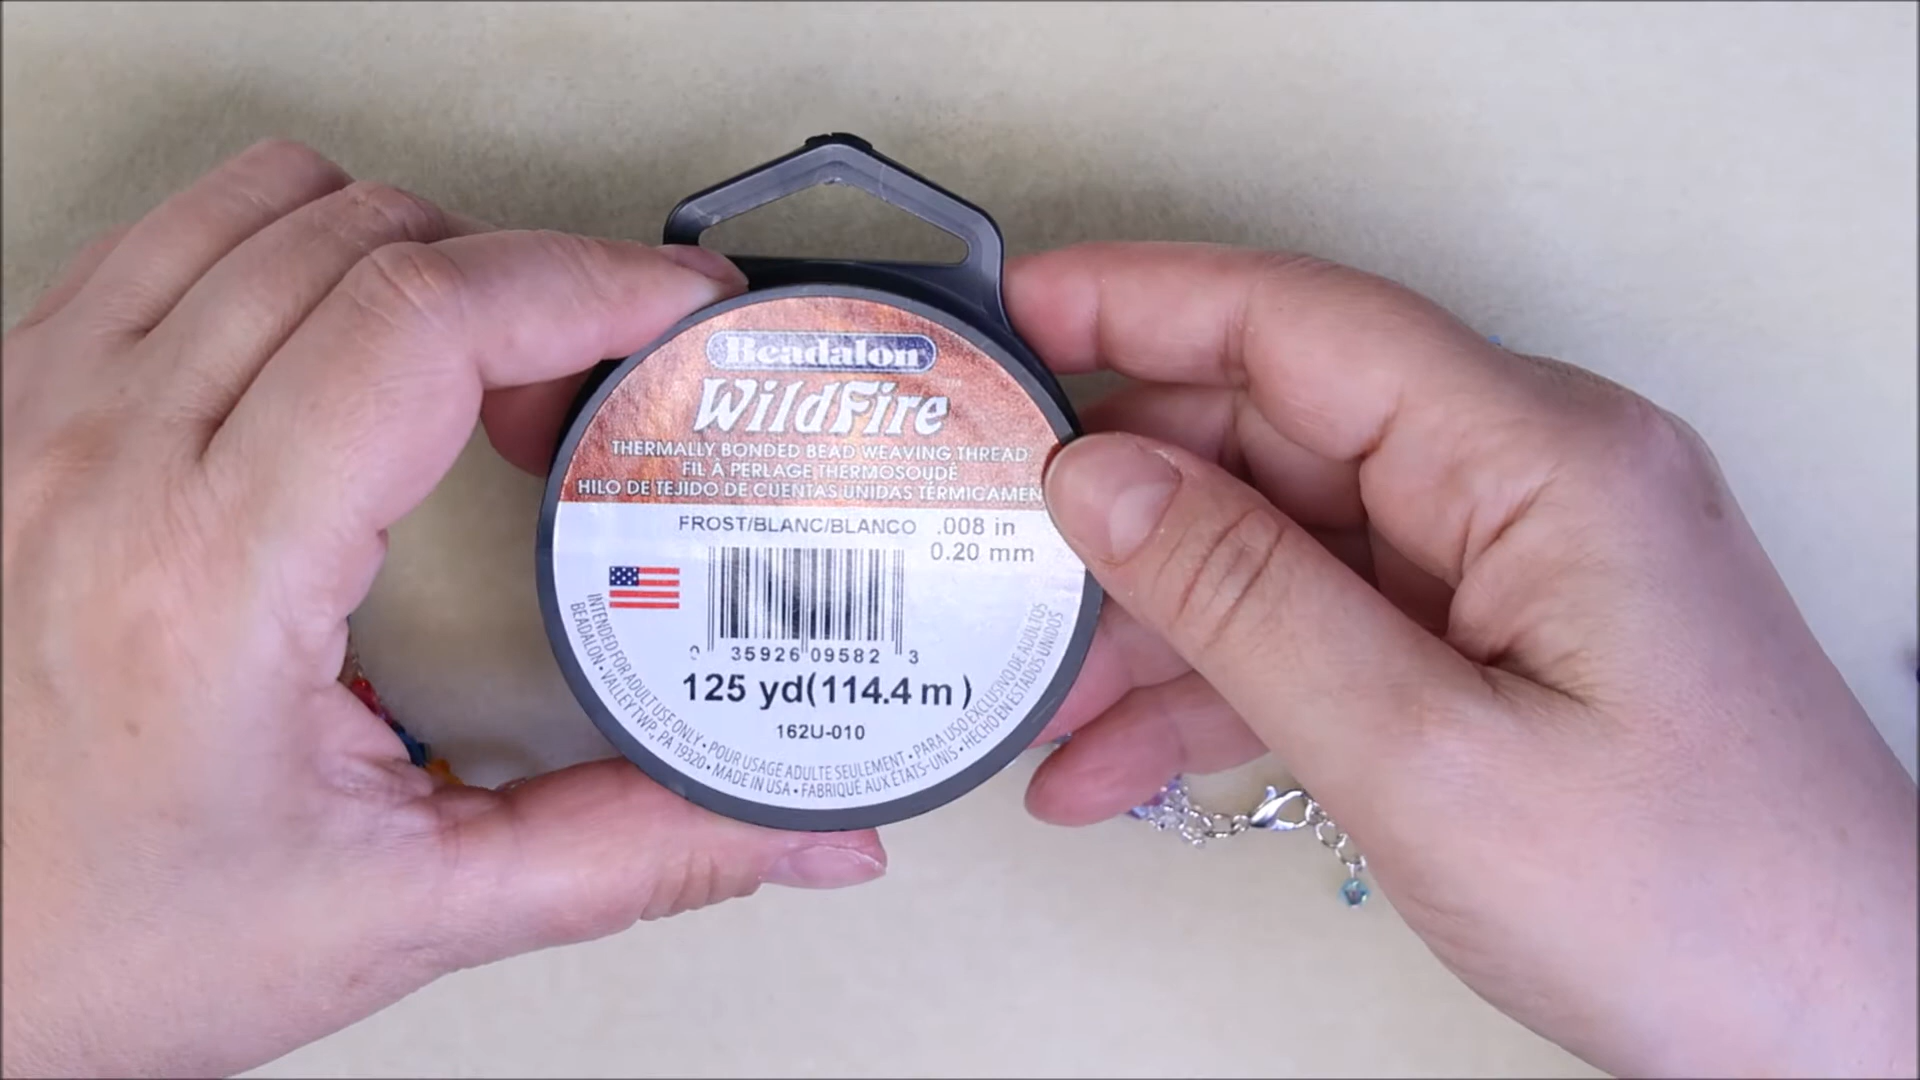 Beadalon
WildFire™
THERMALLY BONDED BEAD WEAVING THREAD
FIL À PERLAGE THERMOSOUDÉ
HILO DE TEJIDO DE CUENTAS UNIDAS TÉRMICAMEN
FROST/BLANC/BLANCO .008 in
0.20 mm
0 35926 09582 3
125 yd(114.4 m)
162U-010
INTENDED FOR ADULT USE ONLY • POUR USAGE ADULTE SEULEMENT • PARA USO EXCLUSIVO DE ADULTOS
BEADALON • VALLEY TWP., PA 19320 • MADE IN USA • FABRIQUÉ AUX ÉTATS-UNIS • HECHO EN ESTADOS UNIDOS